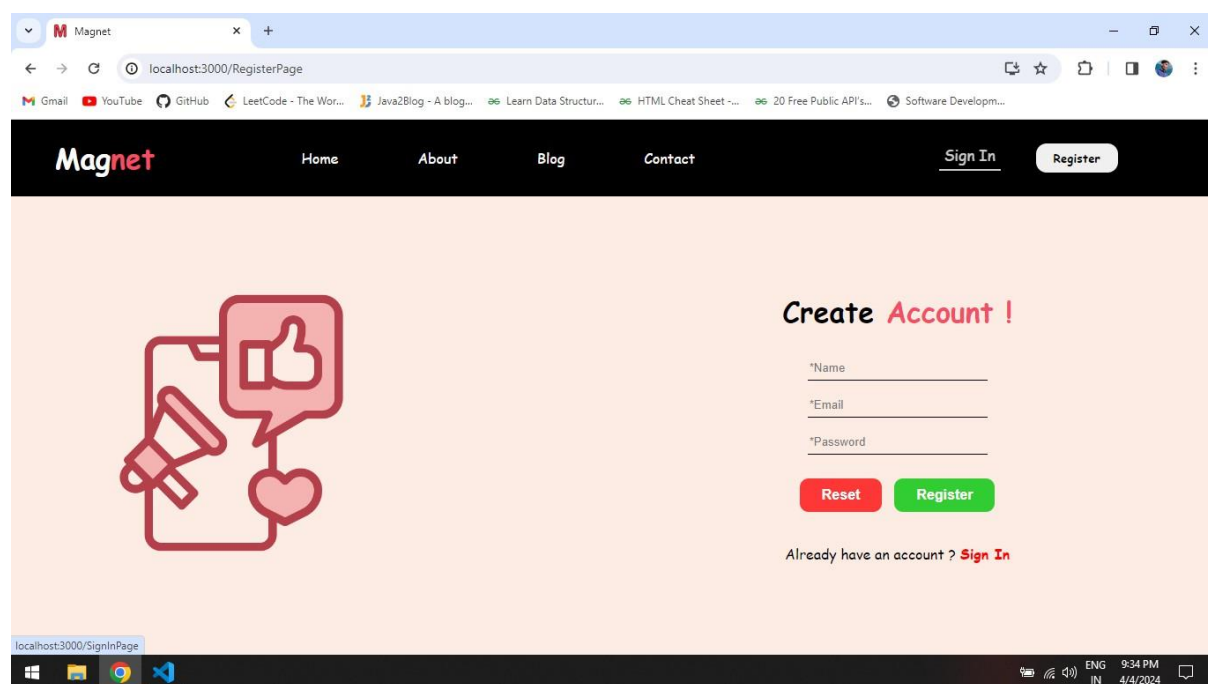 M Magnet
localhost:3000/RegisterPage
Gmail YouTube GitHub LeetCode - The Wor... Java2Blog - A blog... Learn Data Structur... HTML Cheat Sheet -... 20 Free Public API's... Software Developm...
Magnet Home About Blog Contact Sign In Register
Create Account !
*Name
*Email
*Password
Reset Register
Already have an account ? Sign In
localhost:3000/SignInPage
ENG 9:34 PM
IN 4/4/2024